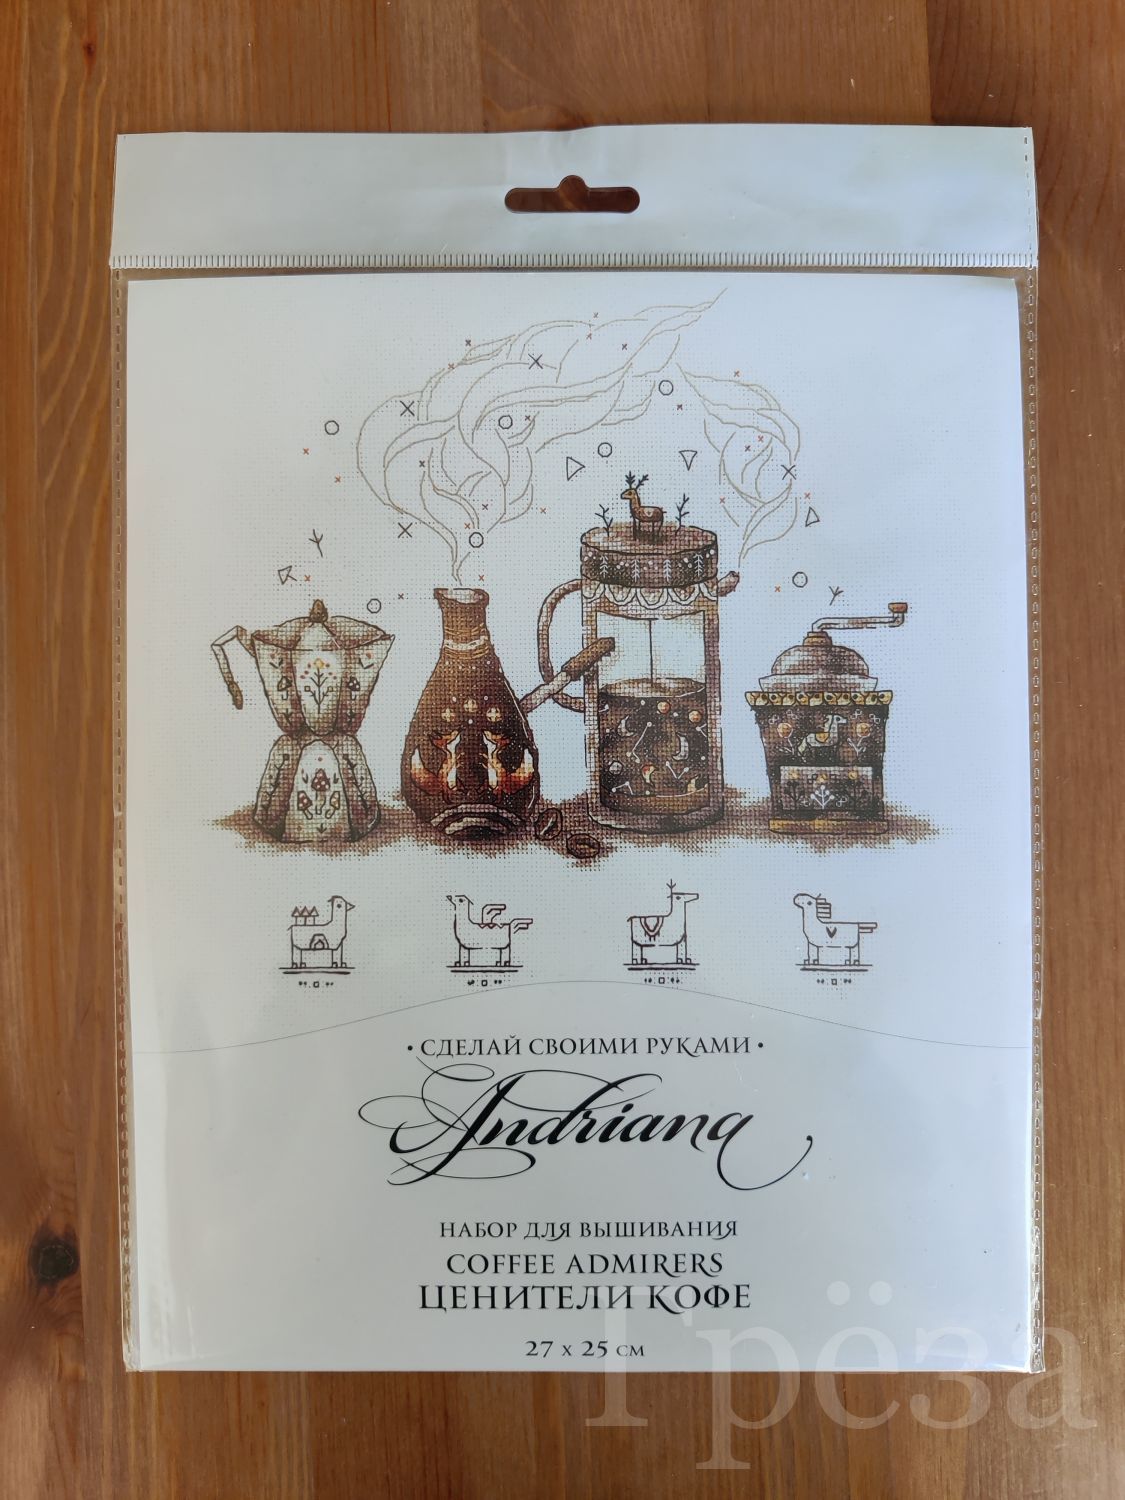 • СДЕЛАЙ СВОИМИ РУКАМИ •
Andriana
НАБОР ДЛЯ ВЫШИВАНИЯ
COFFEE ADMIRERS
ЦЕНИТЕЛИ КОФЕ
27 x 25 см
Грёза